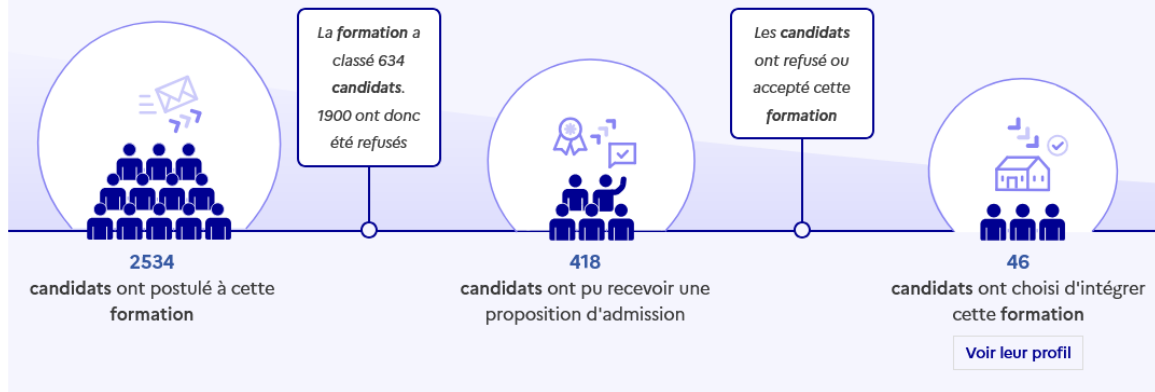 La formation a
classé 634
candidats.
1900 ont donc
été refusés
Les candidats
ont refusé ou
accepté cette
formation
2534
candidats ont postulé à cette
formation
418
candidats ont pu recevoir une
proposition d'admission
46
candidats ont choisi d'intégrer
cette formation
Voir leur profil